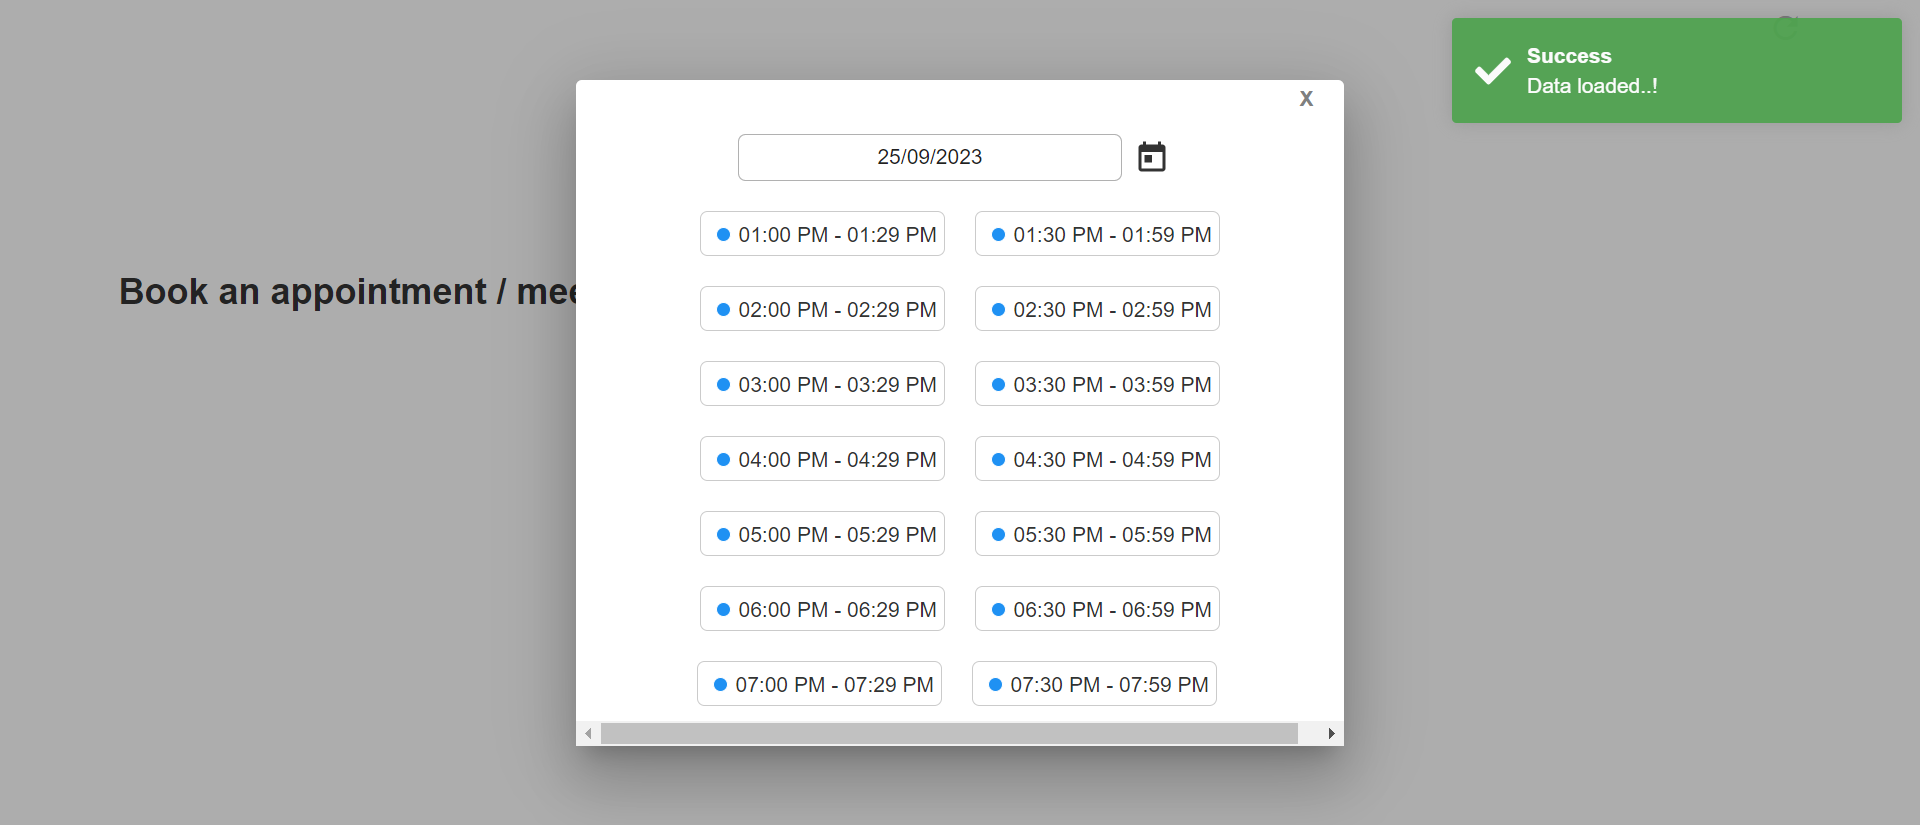 Success
Data loaded..!
X
25/09/2023
01:00 PM - 01:29 PM
01:30 PM - 01:59 PM
02:00 PM - 02:29 PM
02:30 PM - 02:59 PM
03:00 PM - 03:29 PM
03:30 PM - 03:59 PM
04:00 PM - 04:29 PM
04:30 PM - 04:59 PM
05:00 PM - 05:29 PM
05:30 PM - 05:59 PM
06:00 PM - 06:29 PM
06:30 PM - 06:59 PM
07:00 PM - 07:29 PM
07:30 PM - 07:59 PM
Book an appointment /